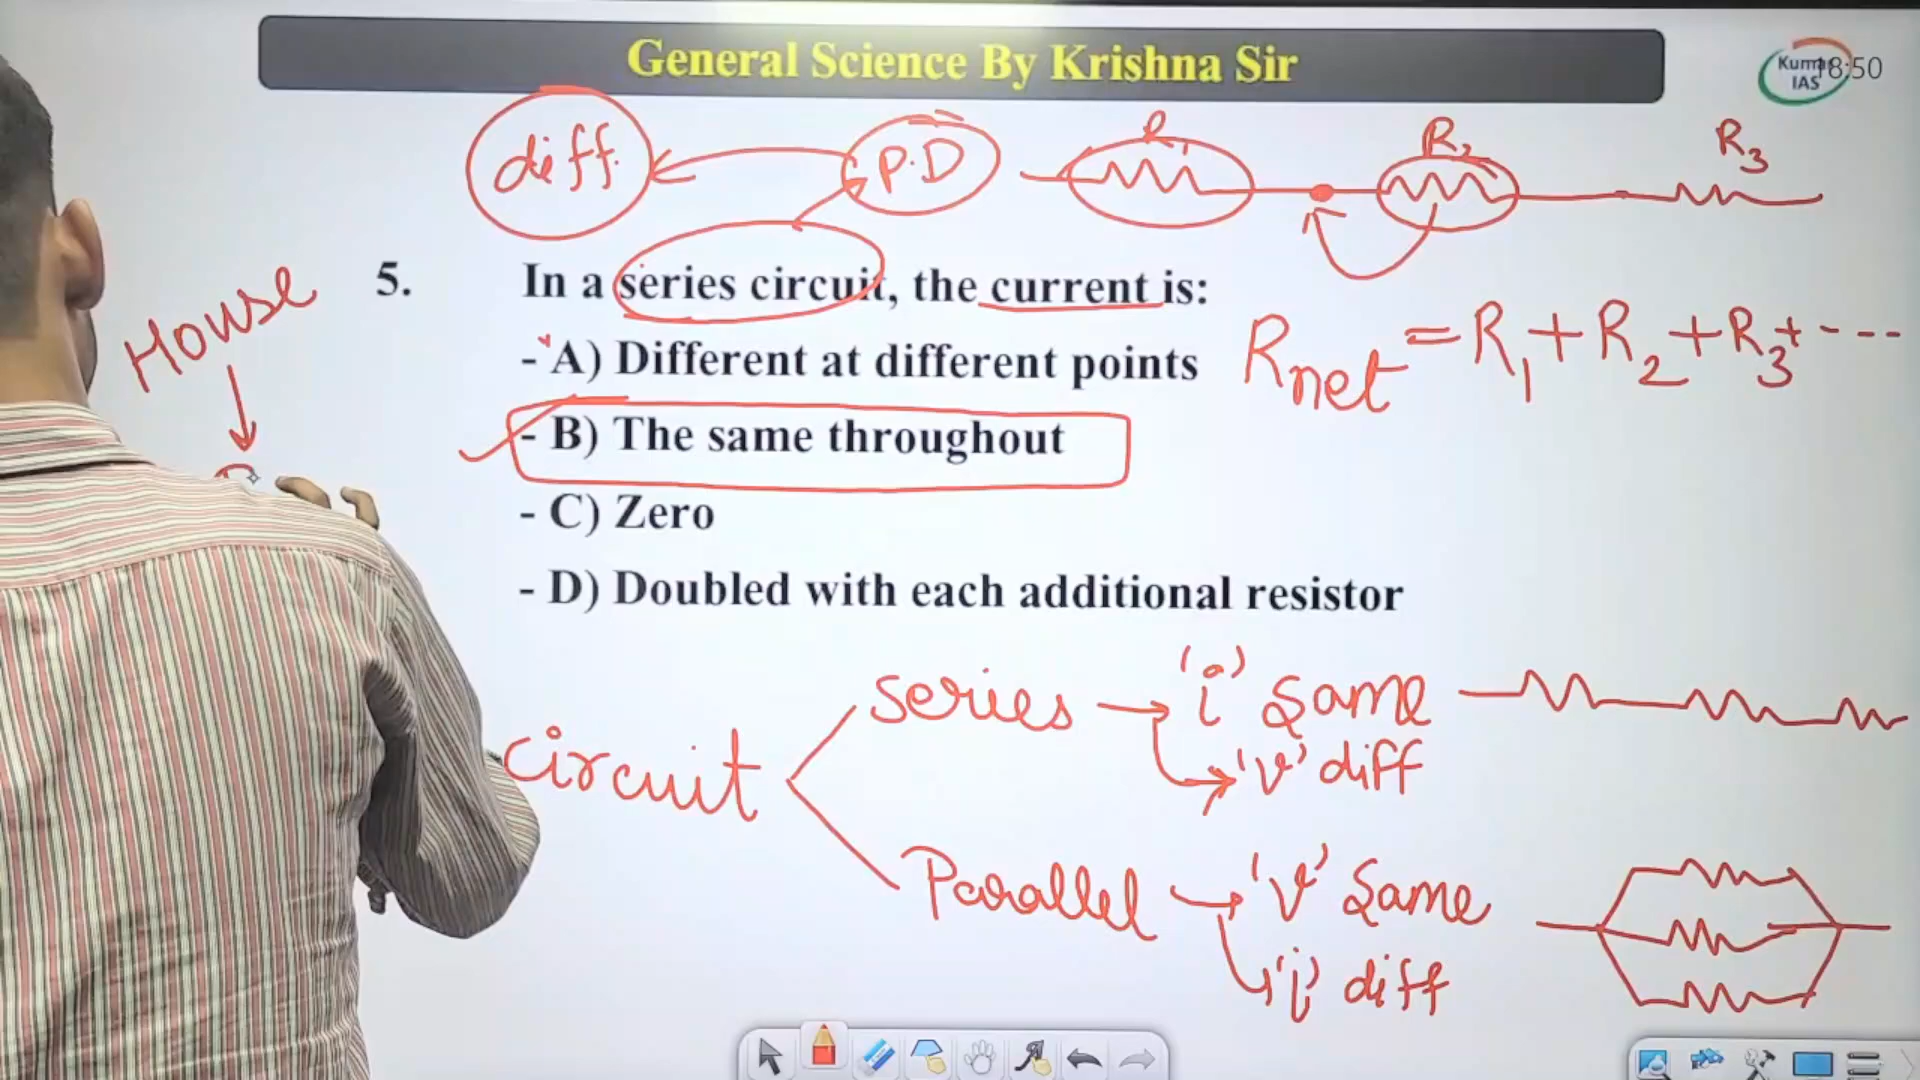 General Science By Krishna Sir
Kumar IAS
18:50
diff.
P.D
R1
R2
R3
House
5. In a series circuit, the current is:
- A) Different at different points
- B) The same throughout
- C) Zero
- D) Doubled with each additional resistor
Rnet = R1 + R2 + R3 + ---
circuit
series → 'i' same
'v' diff
Parallel → 'v' same
'i' diff